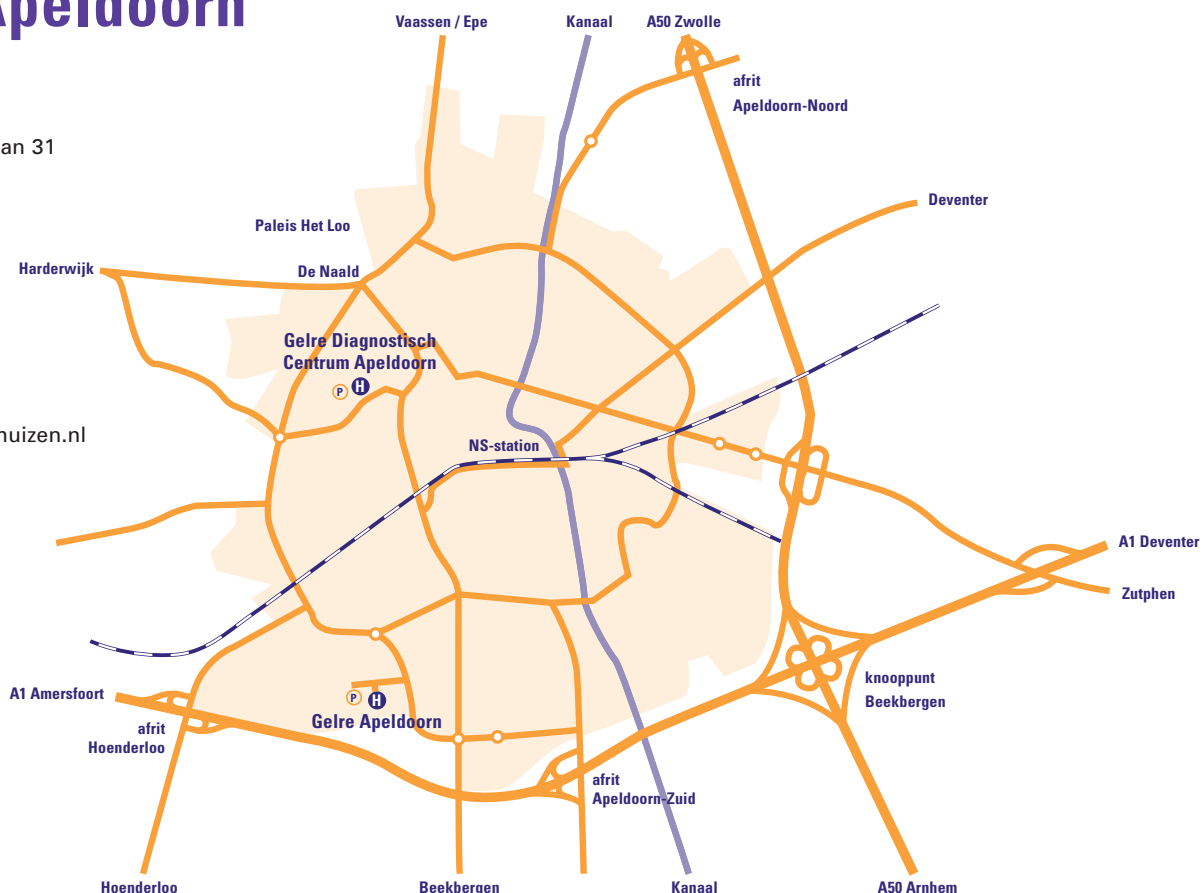 Apeldoorn
Vaassen / Epe
Kanaal
A50 Zwolle
afrit
Apeldoorn-Noord
an 31
Deventer
Paleis Het Loo
Harderwijk
De Naald
Gelre Diagnostisch
Centrum Apeldoorn
P
H
huizen.nl
NS-station
A1 Deventer
Zutphen
knooppunt
Beekbergen
A1 Amersfoort
P
H
Gelre Apeldoorn
afrit
Hoenderloo
afrit
Apeldoorn-Zuid
Hoenderloo
Beekbergen
Kanaal
A50 Arnhem